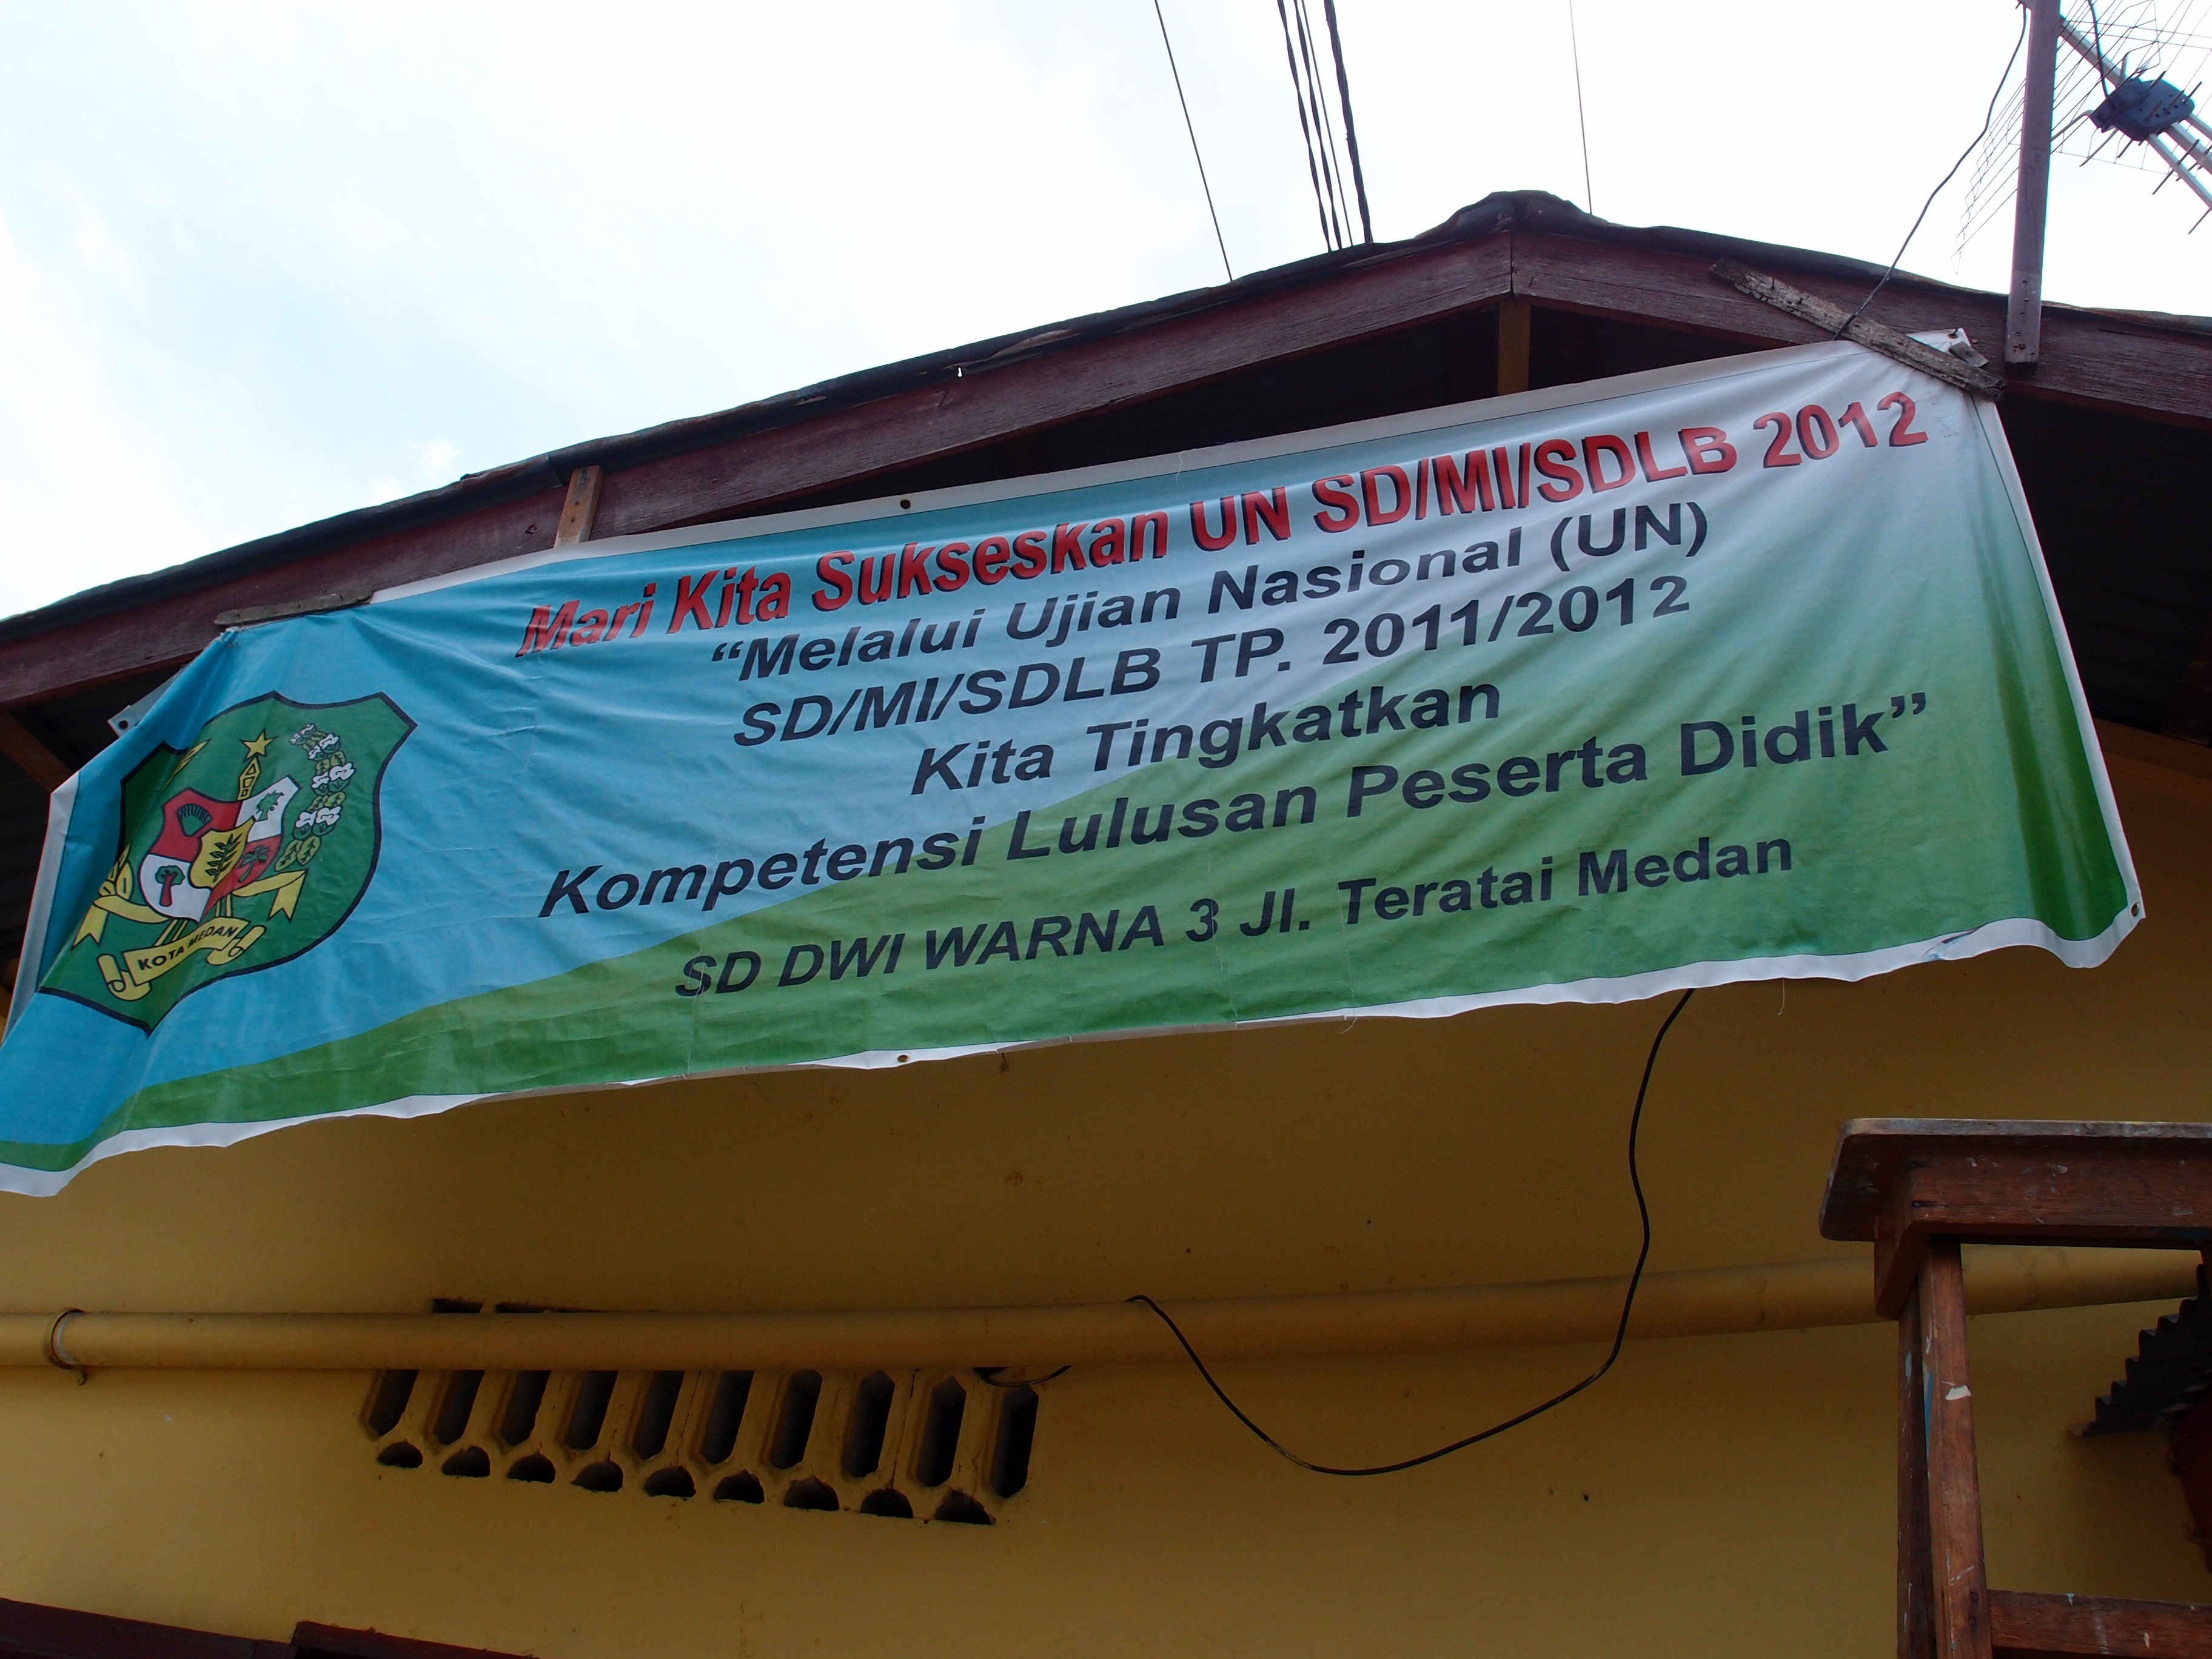 Mari Kita Sukseskan UN SD/MI/SDLB 2012
“Melalui Ujian Nasional (UN)
SD/MI/SDLB TP. 2011/2012
Kita Tingkatkan
Kompetensi Lulusan Peserta Didik”
SD DWI WARNA 3 Jl. Teratai Medan
KOTA MEDAN